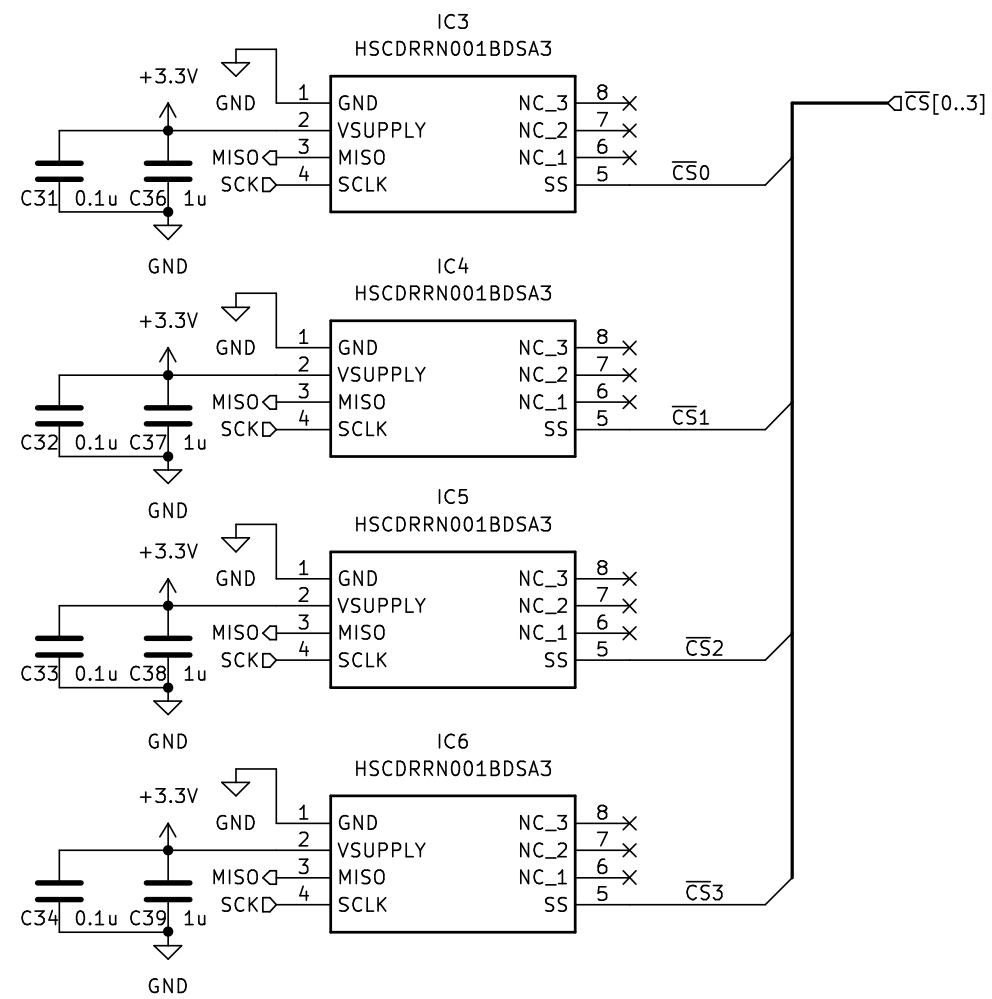 IC3
HSCDRRN001BDSA3
+3.3V
GND
1 GND NC_3 8
2 VSUPPLY NC_2 7
MISO 3 MISO NC_1 6
SCK 4 SCLK SS 5 C̅S̅0
C̅S̅[0..3]
C31 0.1u C36 1u
GND
IC4
HSCDRRN001BDSA3
+3.3V
GND
1 GND NC_3 8
2 VSUPPLY NC_2 7
MISO 3 MISO NC_1 6
SCK 4 SCLK SS 5 C̅S̅1
C32 0.1u C37 1u
GND
IC5
HSCDRRN001BDSA3
+3.3V
GND
1 GND NC_3 8
2 VSUPPLY NC_2 7
MISO 3 MISO NC_1 6
SCK 4 SCLK SS 5 C̅S̅2
C33 0.1u C38 1u
GND
IC6
HSCDRRN001BDSA3
+3.3V
GND
1 GND NC_3 8
2 VSUPPLY NC_2 7
MISO 3 MISO NC_1 6
SCK 4 SCLK SS 5 C̅S̅3
C34 0.1u C39 1u
GND